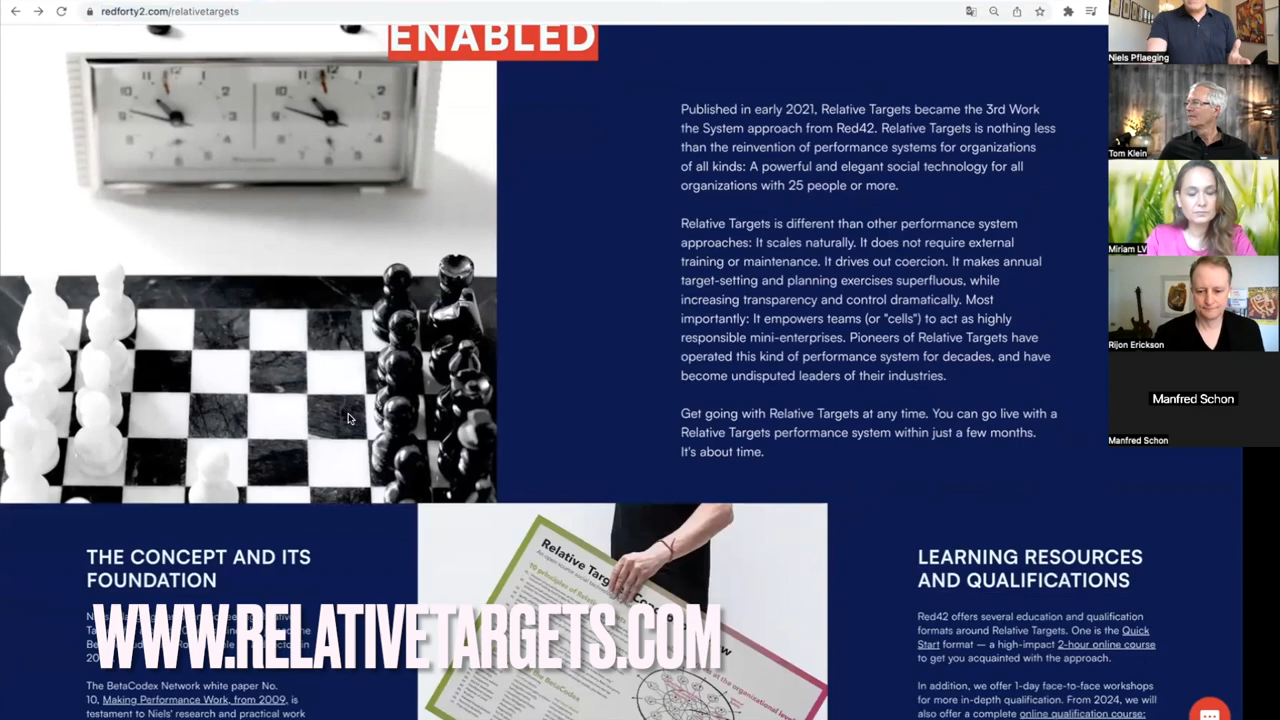 redforty2.com/relativetargets
ENABLED
Published in early 2021, Relative Targets became the 3rd Work
the System approach from Red42. Relative Targets is nothing less
than the reinvention of performance systems for organizations
of all kinds: A powerful and elegant social technology for all
organizations with 25 people or more.
Relative Targets is different than other performance system
approaches: It scales naturally. It does not require external
training or maintenance. It drives out coercion. It makes annual
target-setting and planning exercises superfluous, while
increasing transparency and control dramatically. Most
importantly: It empowers teams (or "cells") to act as highly
responsible mini-enterprises. Pioneers of Relative Targets have
operated this kind of performance system for decades, and have
become undisputed leaders of their industries.
Get going with Relative Targets at any time. You can go live with a
Relative Targets performance system within just a few months.
It's about time.
Niels Pflaeging
Tom Klein
Miriam LV
Rijon Erickson
Manfred Schon
Manfred Schon
THE CONCEPT AND ITS
FOUNDATION
WWW.RELATIVETARGETS.COM
The BetaCodex Network white paper No.
10, Making Performance Work, from 2009, is
testament to Niels' research and practical work
Relative
LEARNING RESOURCES
AND QUALIFICATIONS
Red42 offers several education and qualification
formats around Relative Targets. One is the Quick
Start format — a high-impact 2-hour online course
to get you acquainted with the approach.
In addition, we offer 1-day face-to-face workshops
for more in-depth qualification. From 2024, we will
also offer a complete online qualification course: